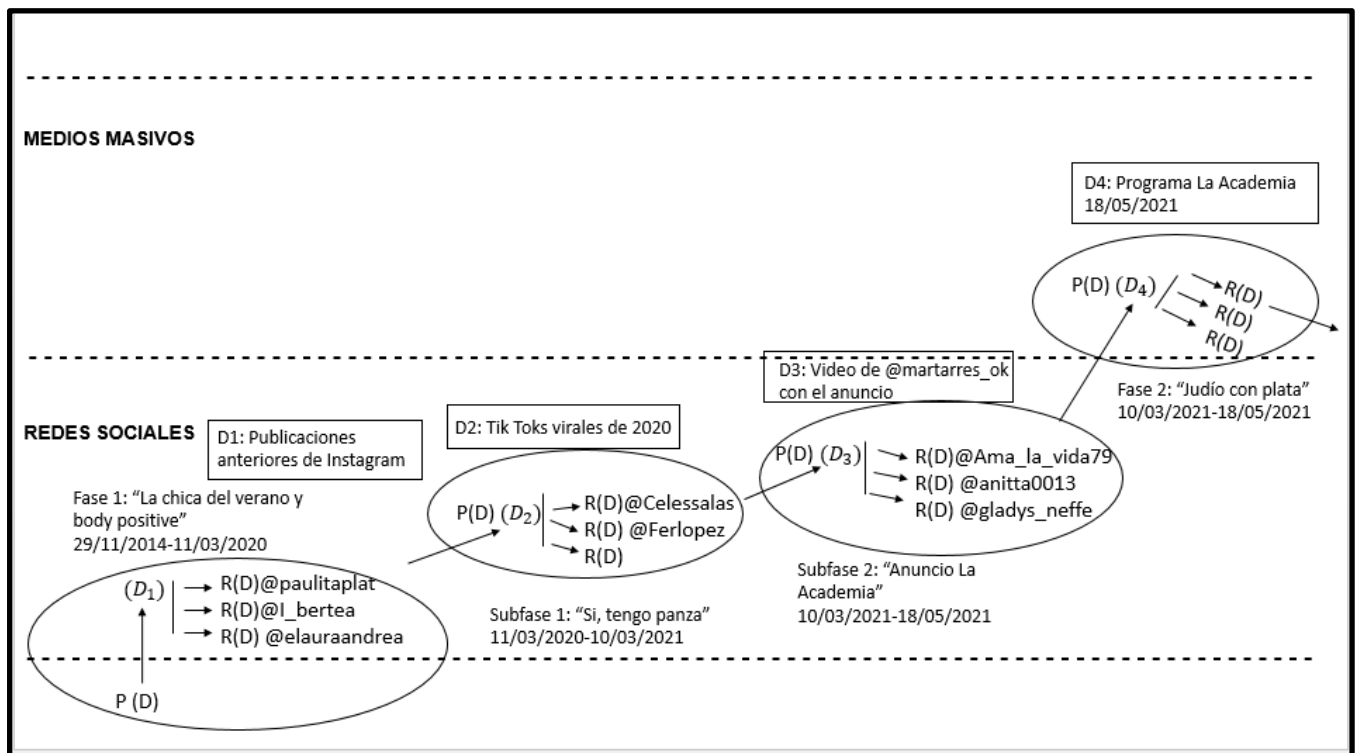 MEDIOS MASIVOS
D4: Programa La Academia
18/05/2021
P(D) (D₄)
R(D)
R(D)
R(D)
Fase 2: “Judío con plata”
10/03/2021-18/05/2021
REDES SOCIALES
D3: Video de @martarres_ok
con el anuncio
P(D) (D₃)
R(D)@Ama_la_vida79
R(D) @anitta0013
R(D) @gladys_neffe
Subfase 2: “Anuncio La
Academia”
10/03/2021-18/05/2021
D2: Tik Toks virales de 2020
P(D) (D₂)
R(D)@Celessalas
R(D) @Ferlopez
R(D)
Subfase 1: “Si, tengo panza”
11/03/2020-10/03/2021
D1: Publicaciones
anteriores de Instagram
Fase 1: “La chica del verano y
body positive”
29/11/2014-11/03/2020
(D₁)
R(D)@paulitaplat
R(D)@l_bertea
R(D) @elauraandrea
P (D)